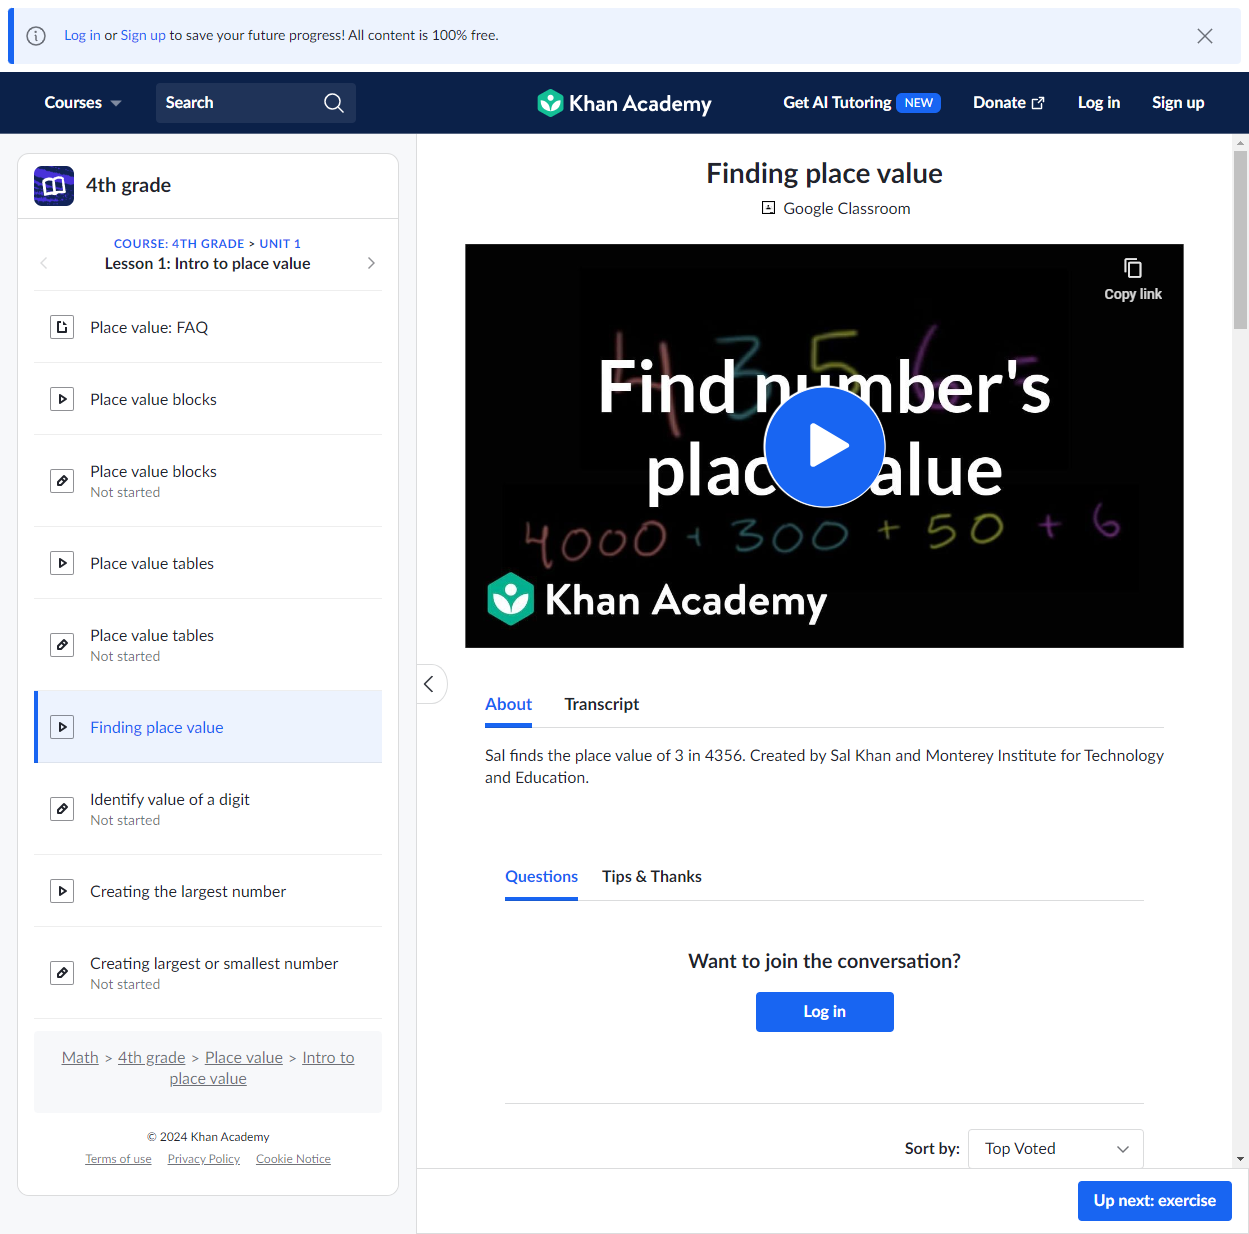 Log in or Sign up to save your future progress! All content is 100% free.
Courses
Search
Khan Academy
Get AI Tutoring NEW
Donate
Log in
Sign up
4th grade
COURSE: 4TH GRADE > UNIT 1
Lesson 1: Intro to place value
Place value: FAQ
Place value blocks
Place value blocks
Not started
Place value tables
Place value tables
Not started
Finding place value
Identify value of a digit
Not started
Creating the largest number
Creating largest or smallest number
Not started
Math > 4th grade > Place value > Intro to
place value
© 2024 Khan Academy
Terms of use Privacy Policy Cookie Notice
Finding place value
Google Classroom
Copy link
4 3 5 6 =
Find number's
place value
4000 + 300 + 50 + 6
Khan Academy
About
Transcript
Sal finds the place value of 3 in 4356. Created by Sal Khan and Monterey Institute for Technology
and Education.
Questions
Tips & Thanks
Want to join the conversation?
Log in
Sort by: Top Voted
Up next: exercise